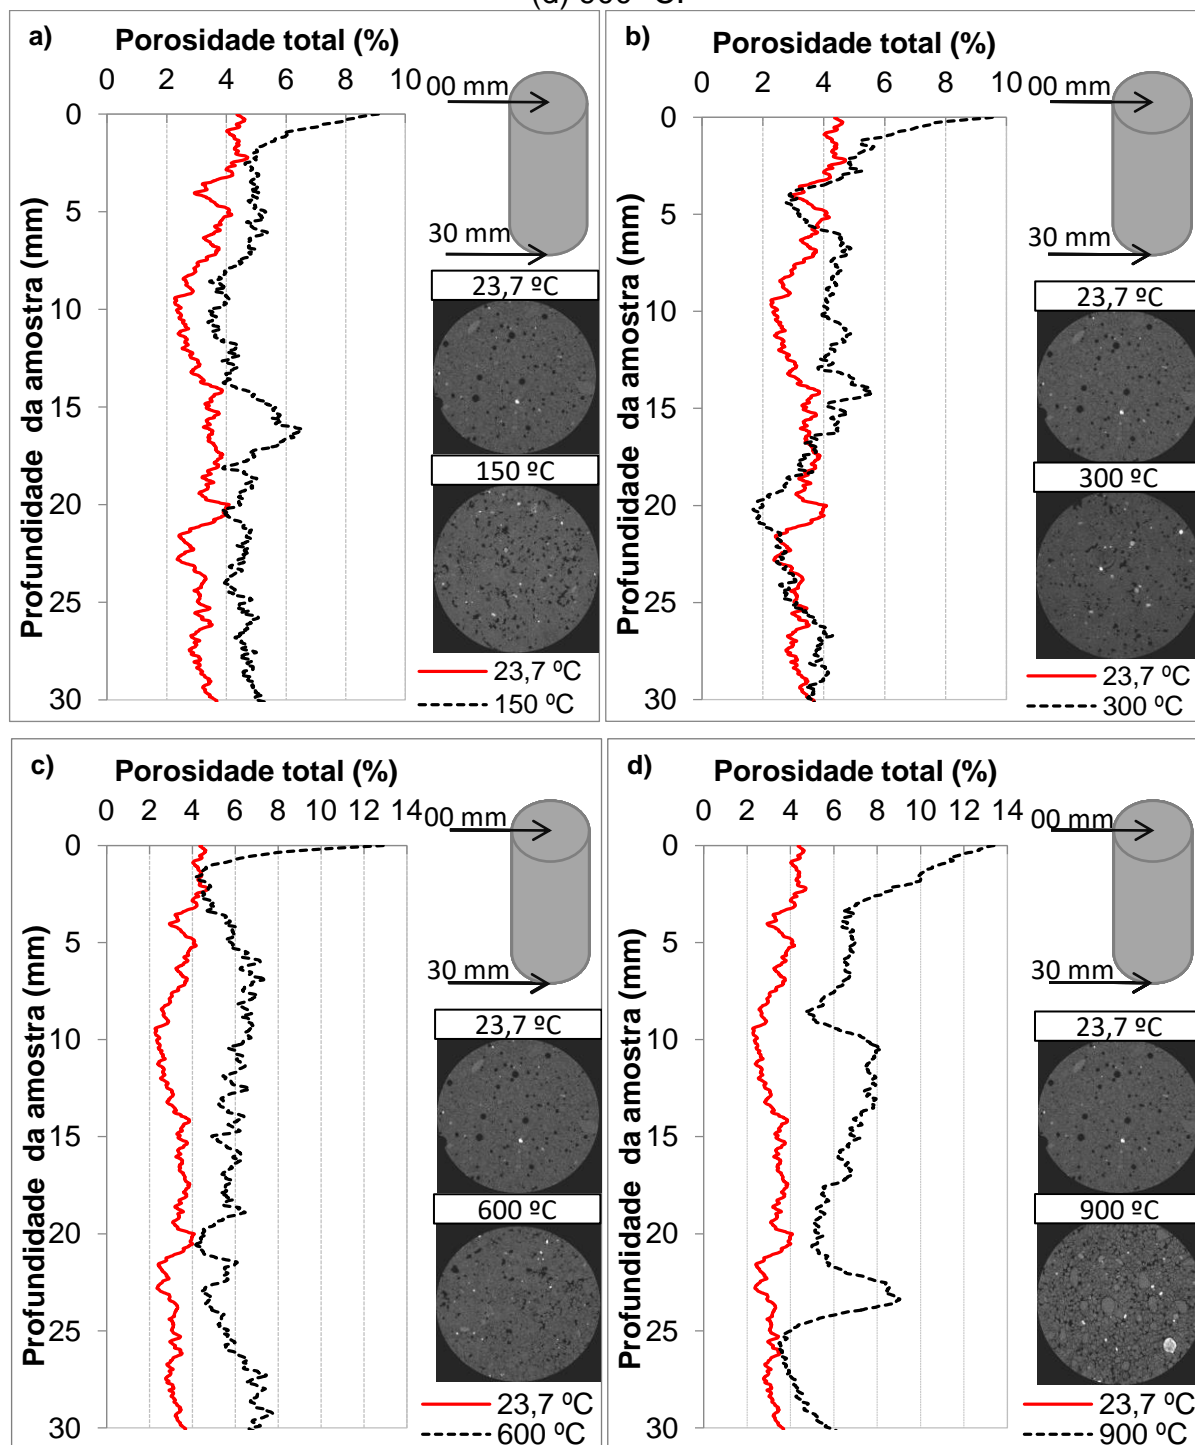 a) Porosidade total (%)
0 2 4 6 8 10
00 mm
0
5
10
15
20
25
30
Profundidade da amostra (mm)
30 mm
23,7 ºC
150 ºC
23,7 ºC
150 ºC
b) Porosidade total (%)
0 2 4 6 8 10
00 mm
0
5
10
15
20
25
30
Profundidade da amostra (mm)
30 mm
23,7 ºC
300 ºC
23,7 ºC
300 ºC
c) Porosidade total (%)
0 2 4 6 8 10 12 14
00 mm
0
5
10
15
20
25
30
Profundidade da amostra (mm)
30 mm
23,7 ºC
600 ºC
23,7 ºC
600 ºC
d) Porosidade total (%)
0 2 4 6 8 10 12 14
00 mm
0
5
10
15
20
25
30
Profundidade da amostra (mm)
30 mm
23,7 ºC
900 ºC
23,7 ºC
900 ºC